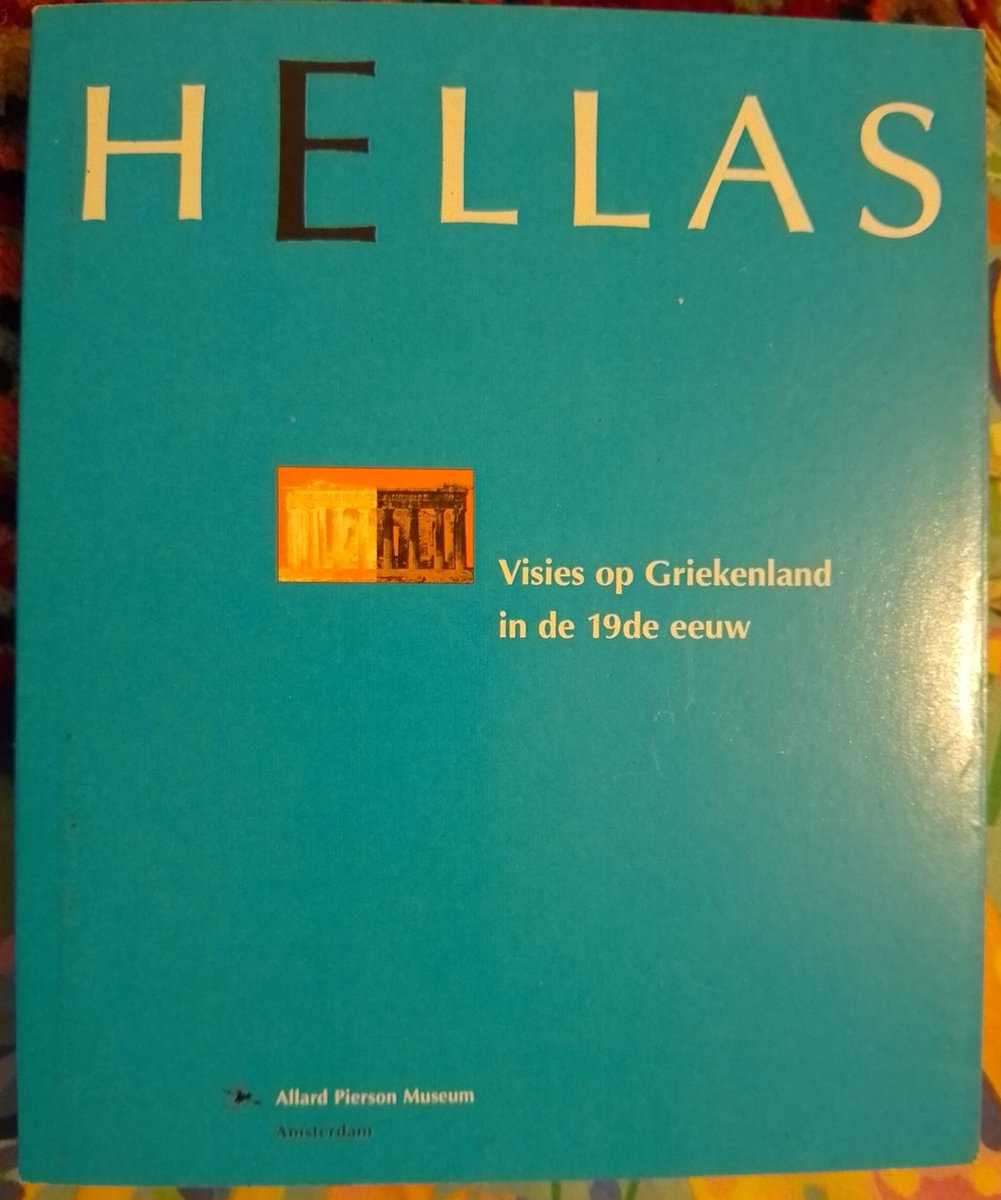 HELLAS
Visies op Griekenland
in de 19de eeuw
Allard Pierson Museum
Amsterdam